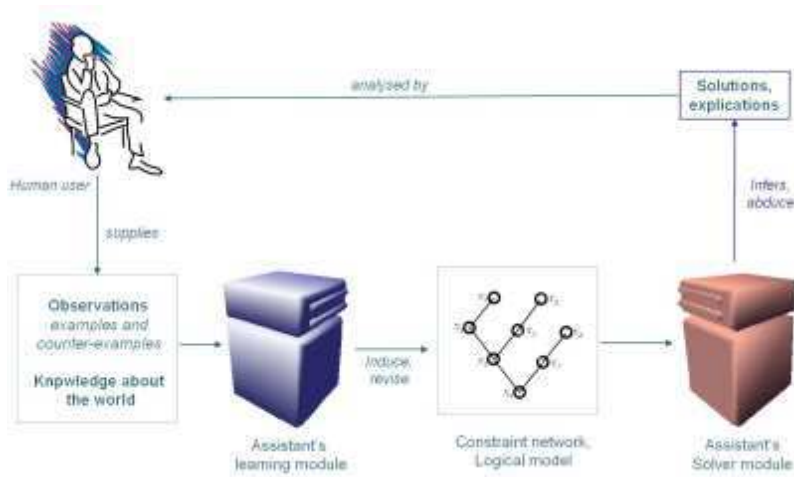 analysed by
Solutions,
explications
Human user
Infers,
abduce
supplies
Observations
examples and
counter-examples
Knpwledge about
the world
Induce,
revise
Assistant's
learning module
Constraint network,
Logical model
Assistant's
Solver module